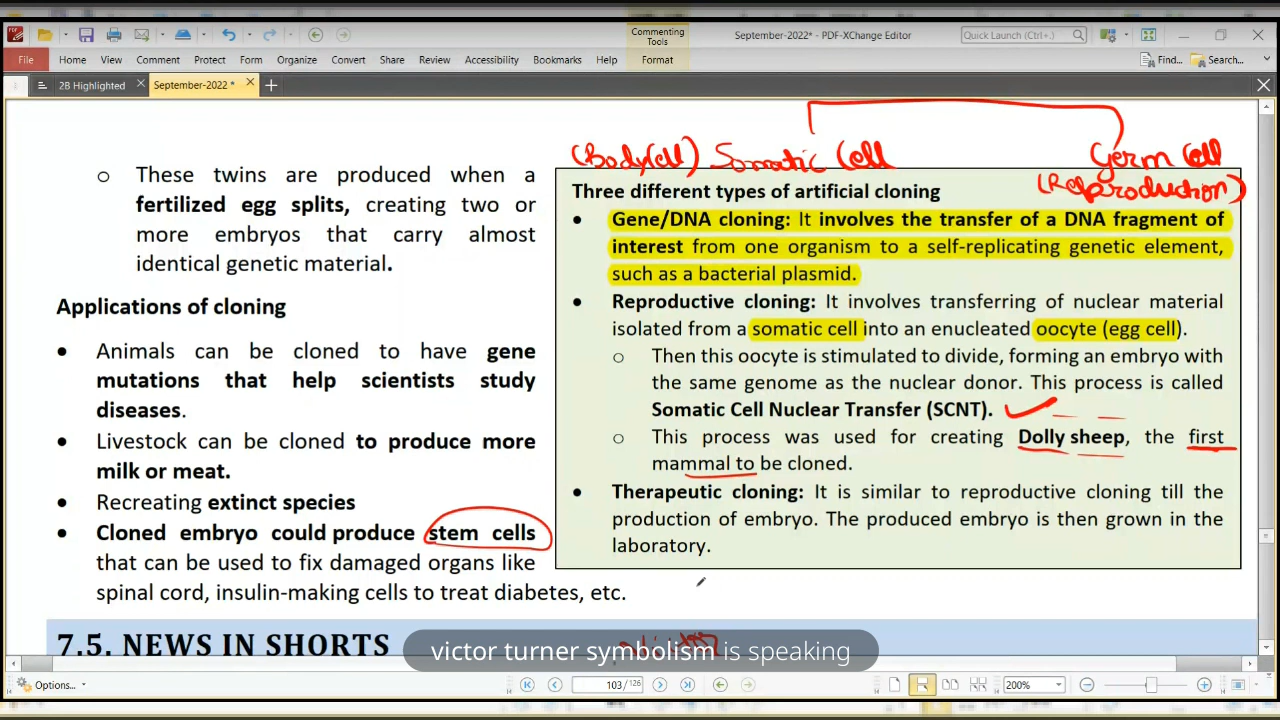 Commenting Tools
September-2022* - PDF-XChange Editor
Quick Launch (Ctrl+.)
File Home View Comment Protect Form Organize Convert Share Review Accessibility Bookmarks Help Format
Find... Search...
2B Highlighted September-2022 *
(Body Cell) Somatic Cell
Germ Cell
(Reproduction)
o These twins are produced when a
fertilized egg splits, creating two or
more embryos that carry almost
identical genetic material.
Applications of cloning
• Animals can be cloned to have gene
mutations that help scientists study
diseases.
• Livestock can be cloned to produce more
milk or meat.
• Recreating extinct species
• Cloned embryo could produce stem cells
that can be used to fix damaged organs like
spinal cord, insulin-making cells to treat diabetes, etc.
Three different types of artificial cloning
• Gene/DNA cloning: It involves the transfer of a DNA fragment of
interest from one organism to a self-replicating genetic element,
such as a bacterial plasmid.
• Reproductive cloning: It involves transferring of nuclear material
isolated from a somatic cell into an enucleated oocyte (egg cell).
o Then this oocyte is stimulated to divide, forming an embryo with
the same genome as the nuclear donor. This process is called
Somatic Cell Nuclear Transfer (SCNT).
o This process was used for creating Dolly sheep, the first
mammal to be cloned.
• Therapeutic cloning: It is similar to reproductive cloning till the
production of embryo. The produced embryo is then grown in the
laboratory.
7.5. NEWS IN SHORTS
victor turner symbolism is speaking
Options...
103/126
200%